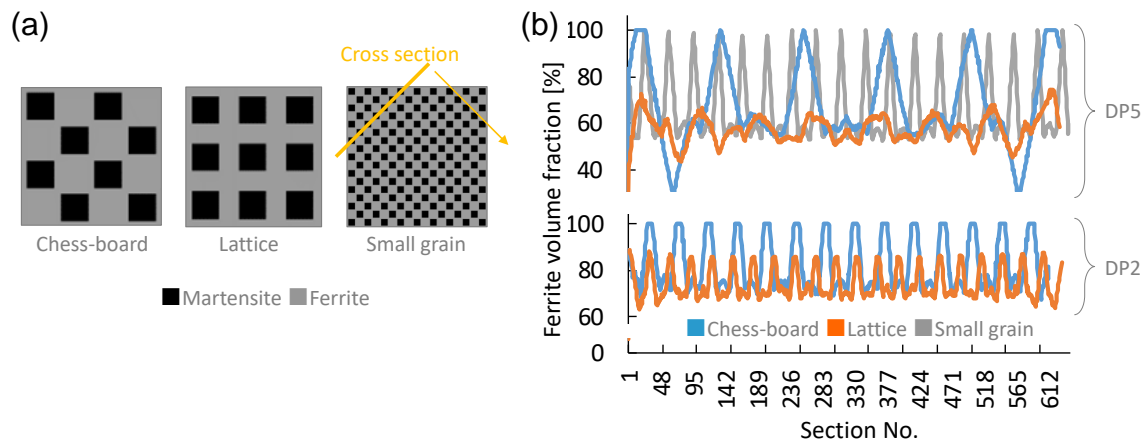 (a)
Cross section
Chess-board
Lattice
Small grain
Martensite
Ferrite
(b)
Ferrite volume fraction [%]
100
80
60
40
DP5
100
80
60
0
DP2
Chess-board
Lattice
Small grain
1
48
95
142
189
236
283
330
377
424
471
518
565
612
Section No.